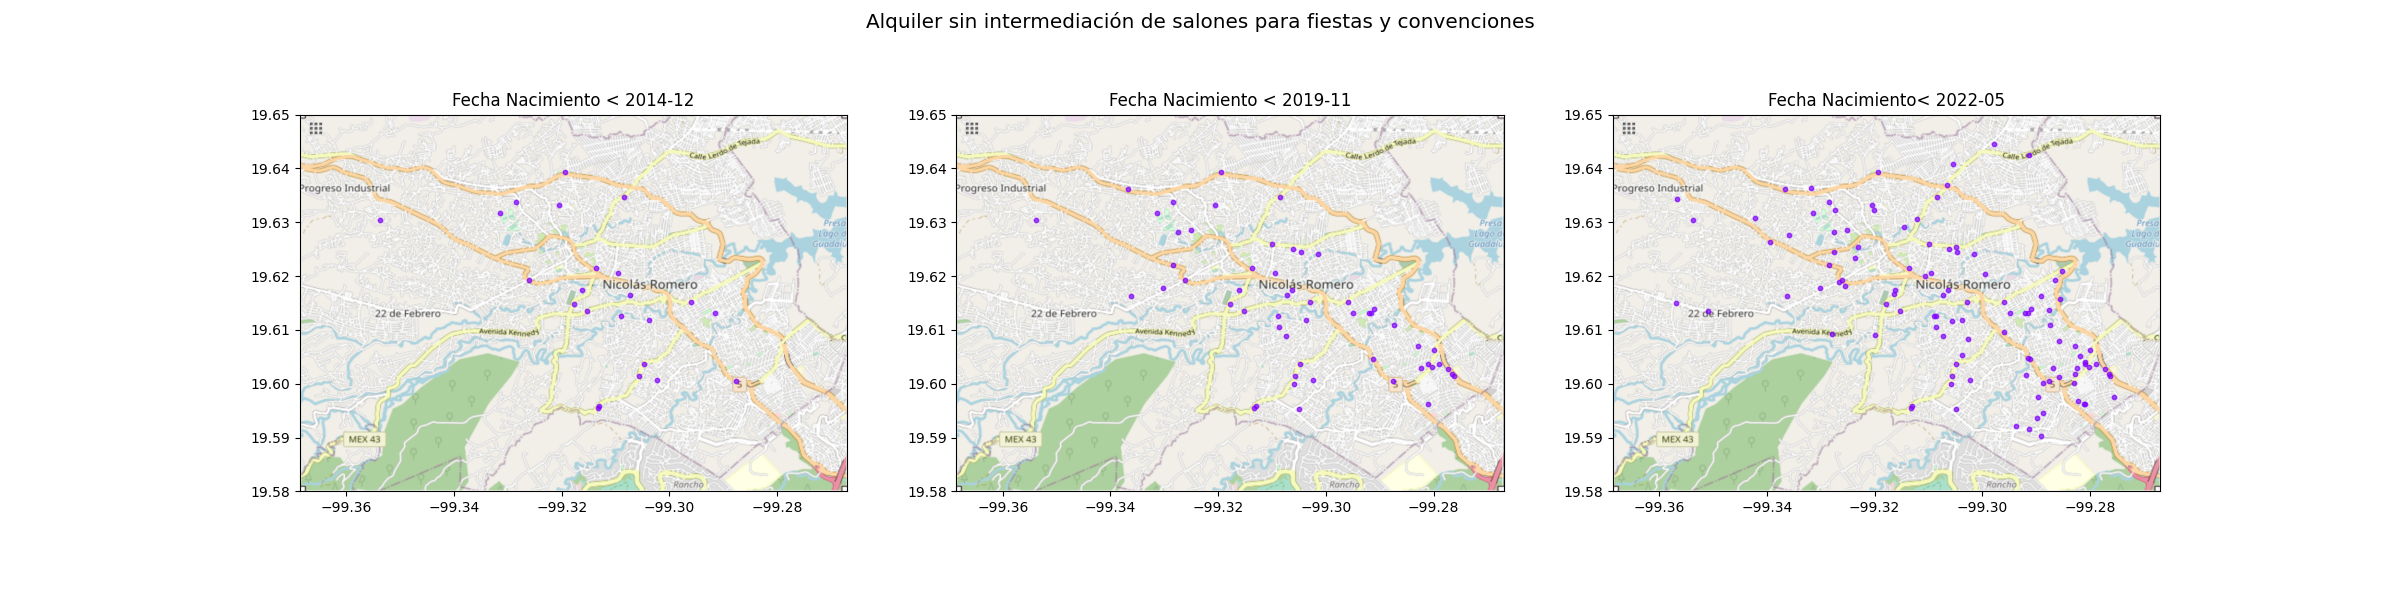 Alquiler sin intermediación de salones para fiestas y convenciones
Fecha Nacimiento < 2014-12
19.65
19.64
19.63
19.62
19.61
19.60
19.59
19.58
−99.36
−99.34
−99.32
−99.30
−99.28
Calle Lerdo de Tejada
Progreso Industrial
Presa
Lago d
Guadalu
Nicolás Romero
22 de Febrero
Avenida Kennedy
MEX 43
Rancho
Fecha Nacimiento < 2019-11
19.65
19.64
19.63
19.62
19.61
19.60
19.59
19.58
−99.36
−99.34
−99.32
−99.30
−99.28
Calle Lerdo de Tejada
Progreso Industrial
Presa
Lago d
Guadalu
Nicolás Romero
22 de Febrero
Avenida Kennedy
MEX 43
Rancho
Fecha Nacimiento< 2022-05
19.65
19.64
19.63
19.62
19.61
19.60
19.59
19.58
−99.36
−99.34
−99.32
−99.30
−99.28
Calle Lerdo de Tejada
Progreso Industrial
Presa
Lago d
Guadalu
Nicolás Romero
22 de Febrero
Avenida Kennedy
MEX 43
Rancho